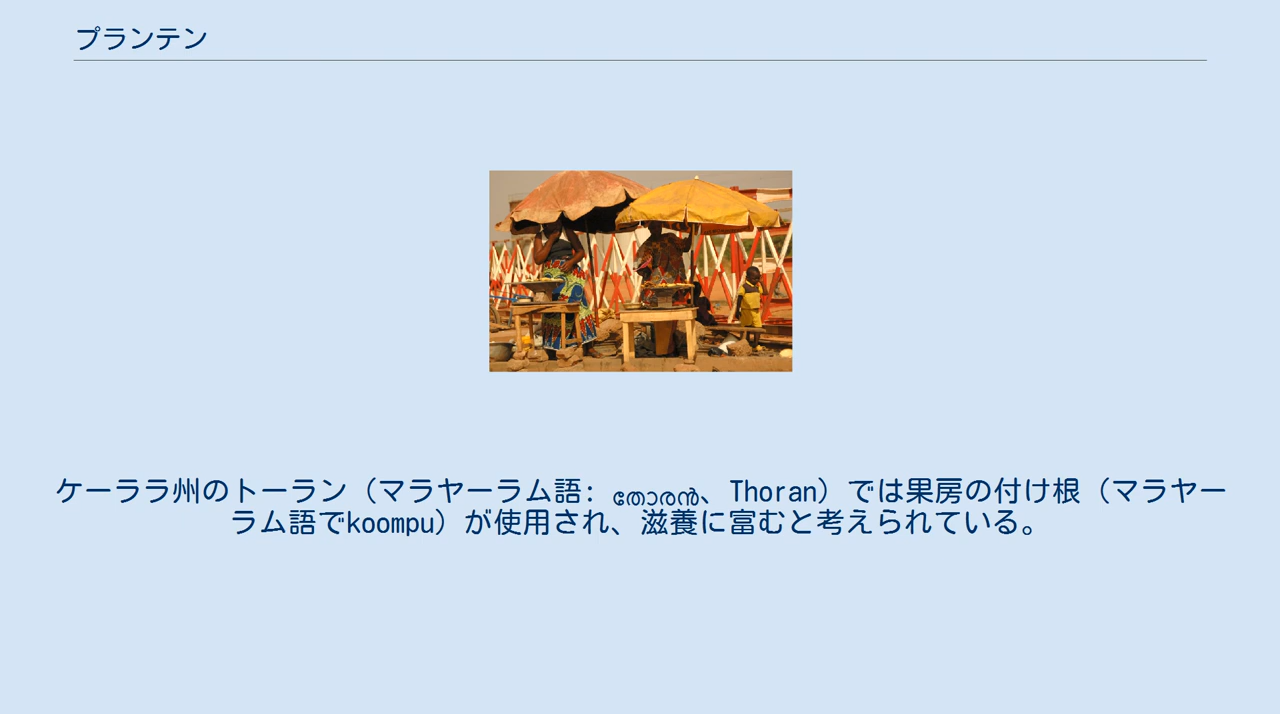 プランテン
ケーララ州のトーラン（マラヤーラム語: തോരൻ、Thoran）では果房の付け根（マラヤー
ラム語でkoompu）が使用され、滋養に富むと考えられている。